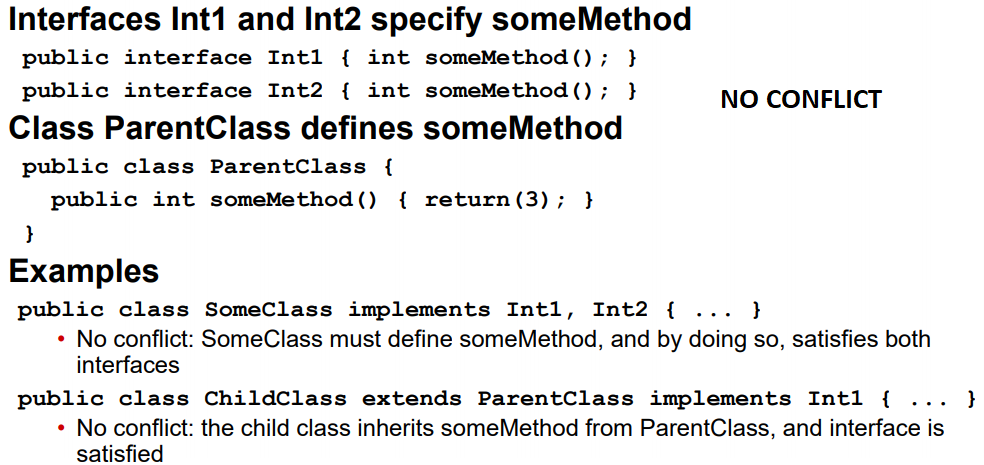 Interfaces Int1 and Int2 specify someMethod
public interface Int1 { int someMethod(); }
public interface Int2 { int someMethod(); }
NO CONFLICT
Class ParentClass defines someMethod
public class ParentClass {
public int someMethod() { return(3); }
}
Examples
public class SomeClass implements Int1, Int2 { ... }
• No conflict: SomeClass must define someMethod, and by doing so, satisfies both
interfaces
public class ChildClass extends ParentClass implements Int1 { ... }
• No conflict: the child class inherits someMethod from ParentClass, and interface is
satisfied